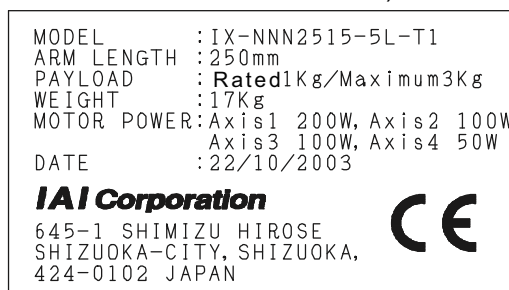 MODEL :IX-NNN2515-5L-T1
ARM LENGTH :250mm
PAYLOAD :Rated1Kg/Maximum3Kg
WEIGHT :17Kg
MOTOR POWER:Axis1 200W, Axis2 100W
Axis3 100W, Axis4 50W
DATE :22/10/2003
IAI Corporation
CE
645-1 SHIMIZU HIROSE
SHIZUOKA-CITY, SHIZUOKA,
424-0102 JAPAN